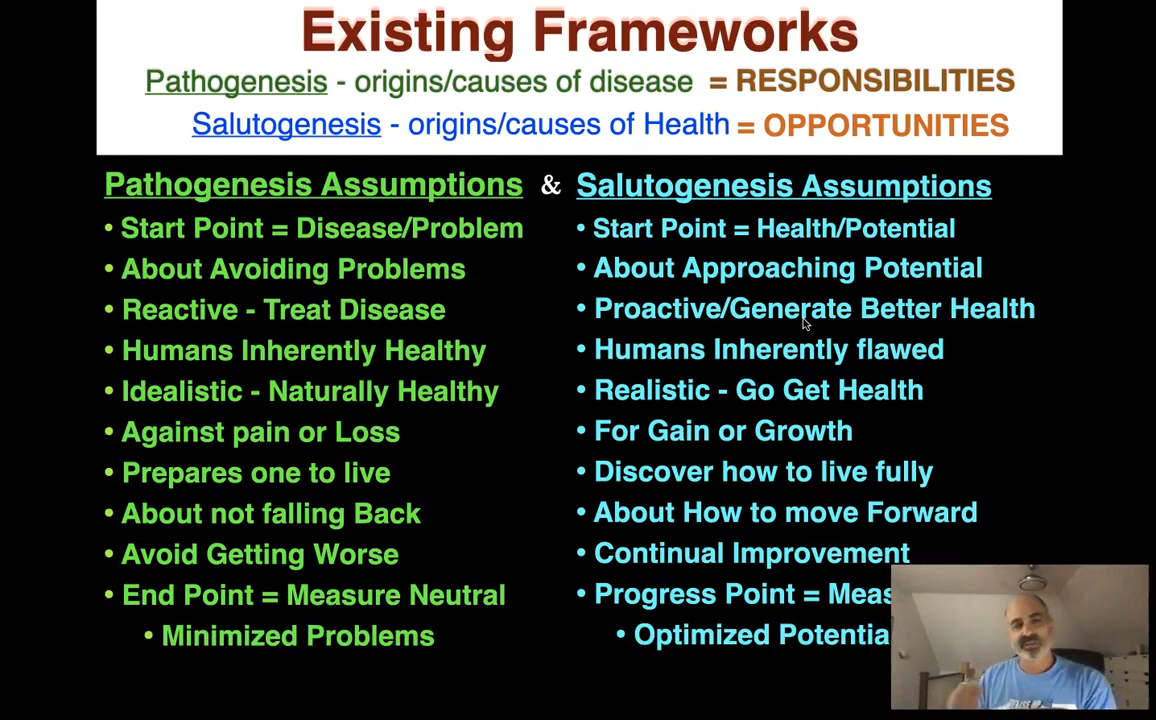 Existing Frameworks
Pathogenesis - origins/causes of disease = RESPONSIBILITIES
Salutogenesis - origins/causes of Health = OPPORTUNITIES
Pathogenesis Assumptions & Salutogenesis Assumptions
• Start Point = Disease/Problem
• About Avoiding Problems
• Reactive - Treat Disease
• Humans Inherently Healthy
• Idealistic - Naturally Healthy
• Against pain or Loss
• Prepares one to live
• About not falling Back
• Avoid Getting Worse
• End Point = Measure Neutral
• Minimized Problems
• Start Point = Health/Potential
• About Approaching Potential
• Proactive/Generate Better Health
• Humans Inherently flawed
• Realistic - Go Get Health
• For Gain or Growth
• Discover how to live fully
• About How to move Forward
• Continual Improvement
• Progress Point = Meas
• Optimized Potentia